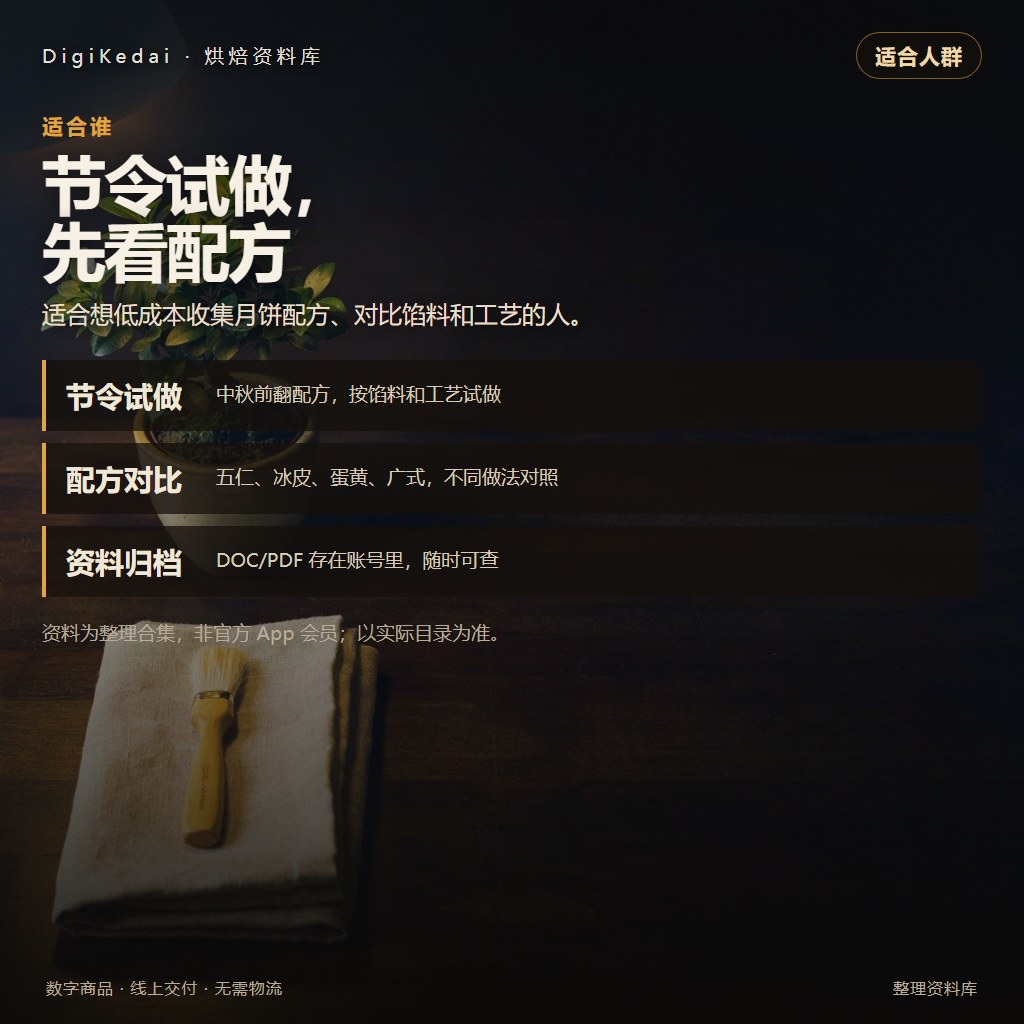 DigiKedai · 烘焙资料库
适合人群
适合谁
节令试做，
先看配方
适合想低成本收集月饼配方、对比馅料和工艺的人。
节令试做 中秋前翻配方，按馅料和工艺试做
配方对比 五仁、冰皮、蛋黄、广式，不同做法对照
资料归档 DOC/PDF 存在账号里，随时可查
资料为整理合集，非官方 App 会员；以实际目录为准。
数字商品 · 线上交付 · 无需物流
整理资料库